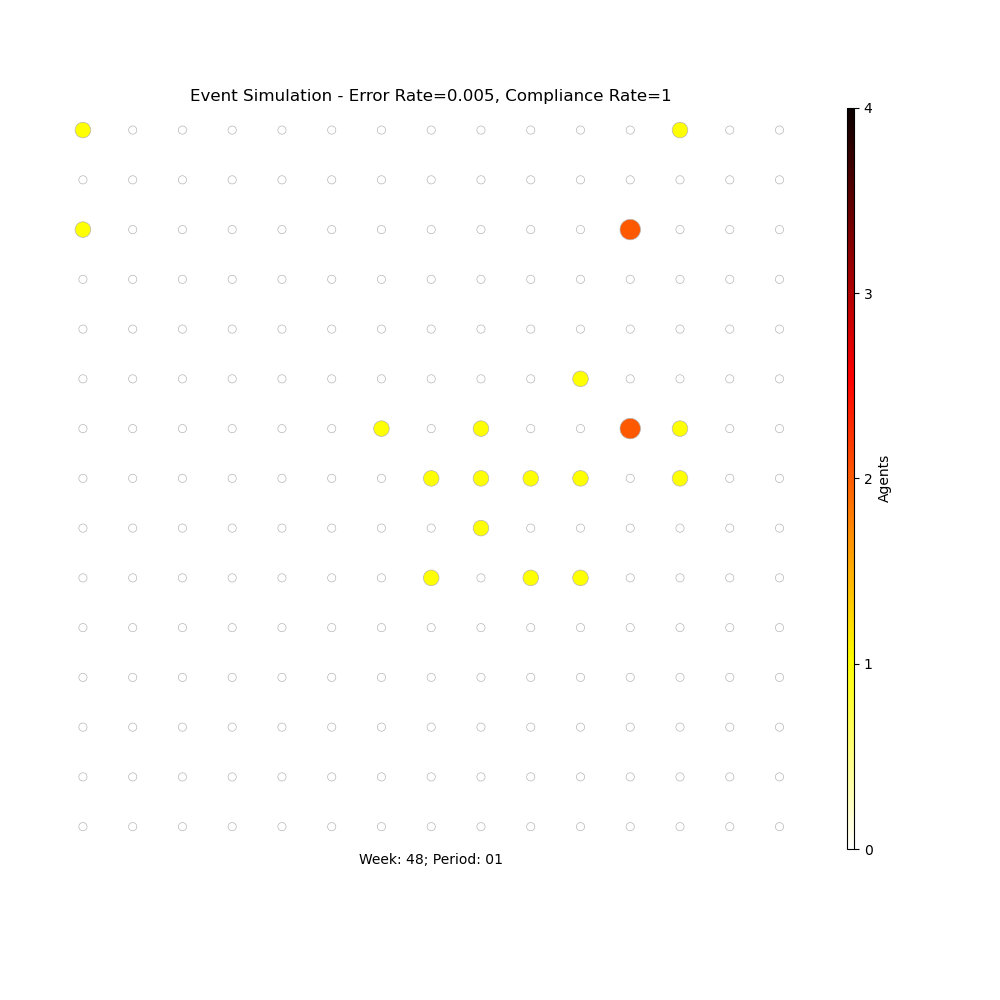 Event Simulation - Error Rate=0.005, Compliance Rate=1
4
3
2
1
0
Agents
Week: 48; Period: 01